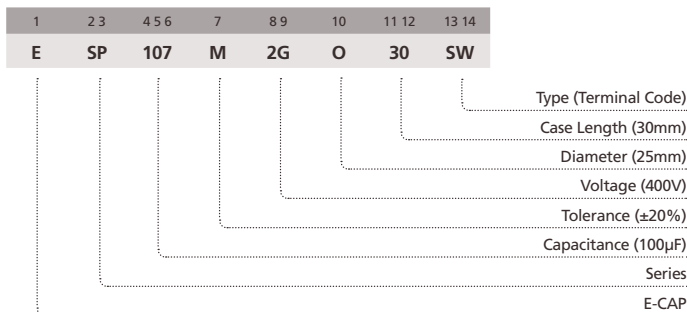 1 2 3 4 5 6 7 8 9 10 11 12 13 14
E SP 107 M 2G O 30 SW
Type (Terminal Code)
Case Length (30mm)
Diameter (25mm)
Voltage (400V)
Tolerance (±20%)
Capacitance (100µF)
Series
E-CAP